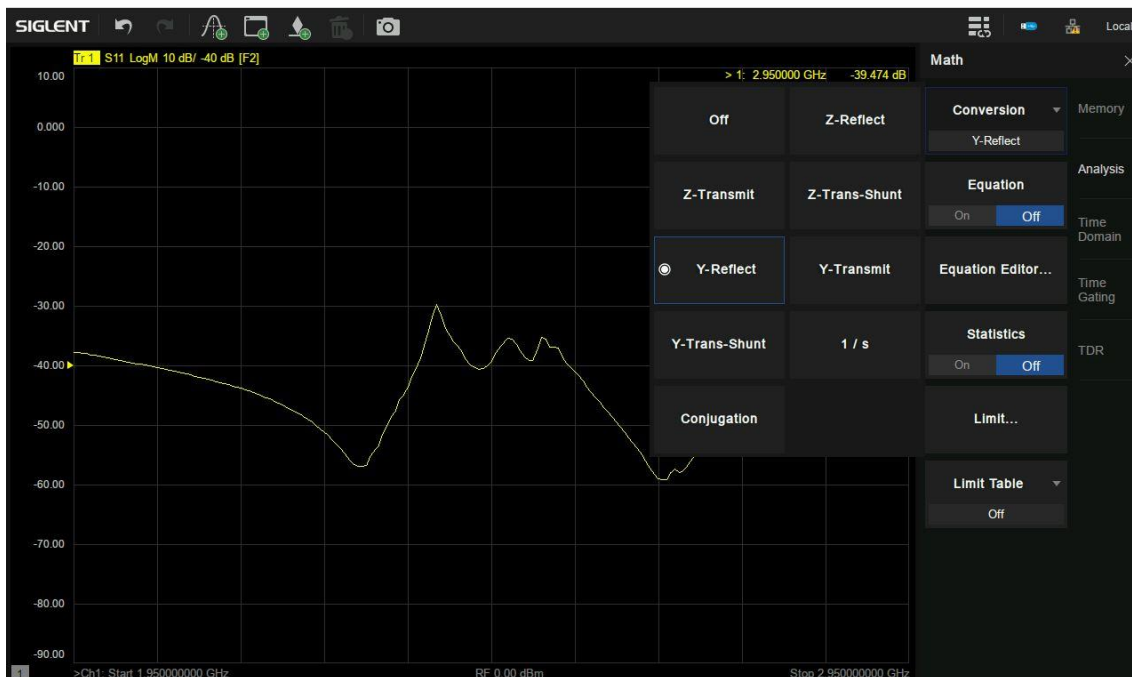 SIGLENT
Local
Tr 1 S11 LogM 10 dB/ -40 dB [F2]
> 1: 2.950000 GHz -39.474 dB
10.00
0.000
-10.00
-20.00
-30.00
-40.00
-50.00
-60.00
-70.00
-80.00
-90.00
Off
Z-Reflect
Z-Transmit
Z-Trans-Shunt
Y-Reflect
Y-Transmit
Y-Trans-Shunt
1 / s
Conjugation
Math
Conversion
Y-Reflect
Equation
On Off
Equation Editor...
Statistics
On Off
Limit...
Limit Table
Off
Memory
Analysis
Time
Domain
Time
Gating
TDR
1
>Ch1: Start 1.950000000 GHz
RF 0.00 dBm
Stop 2.950000000 GHz